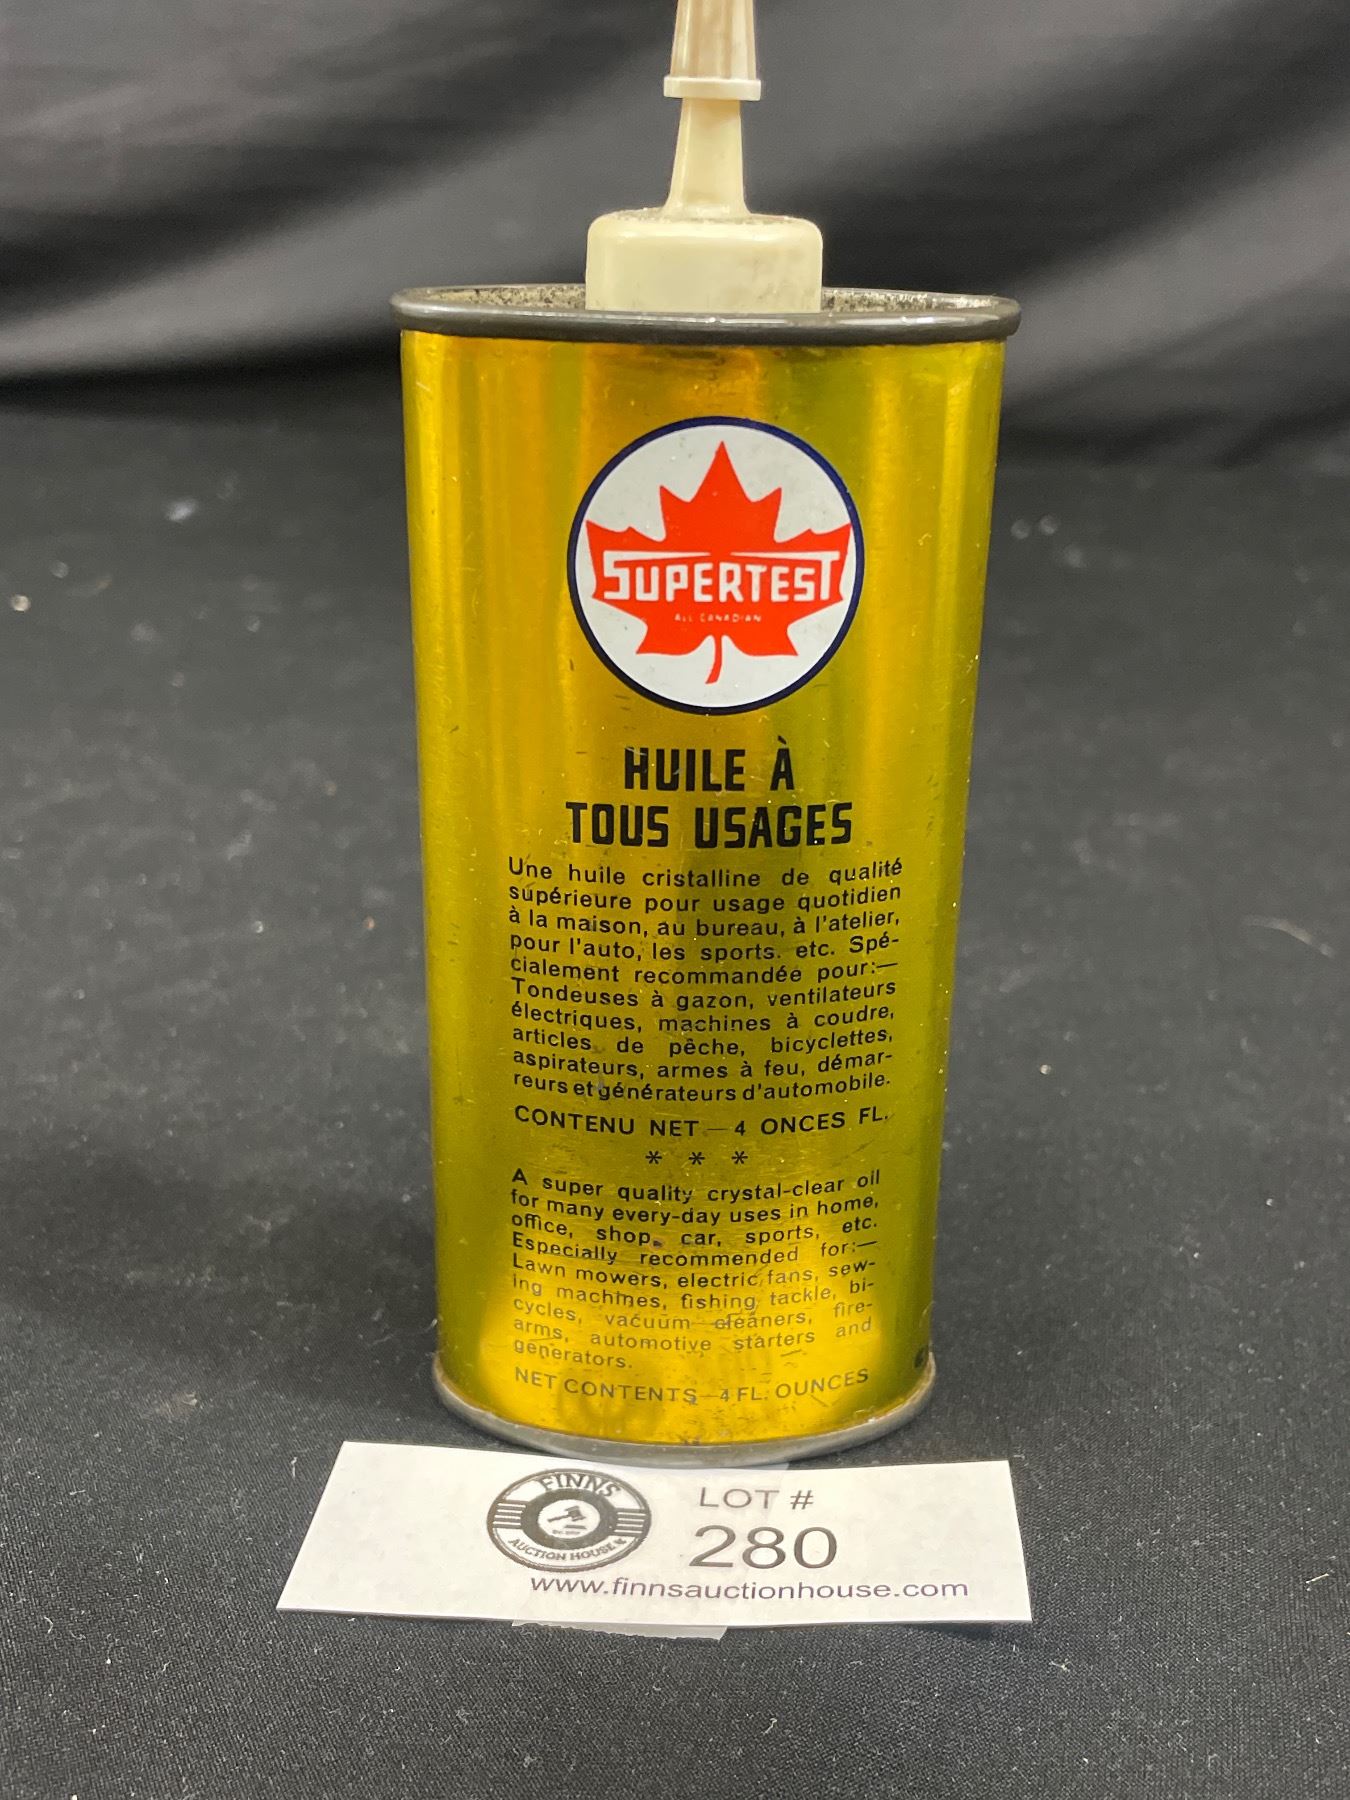 SUPERTEST
ALL CANADIAN
HUILE À
TOUS USAGES
Une huile cristalline de qualité
supérieure pour usage quotidien
à la maison, au bureau, à l'atelier,
pour l'auto, les sports. etc. Spé-
cialement recommandée pour:—
Tondeuses à gazon, ventilateurs
électriques, machines à coudre,
articles de pêche, bicyclettes,
aspirateurs, armes à feu, démar-
reurs et générateurs d'automobile.
CONTENU NET — 4 ONCES FL.
* * *
A super quality crystal-clear oil
for many every-day uses in home,
office, shop, car, sports, etc.
Especially recommended for:—
Lawn mowers, electric fans, sew-
ing machines, fishing tackle, bi-
cycles, vacuum cleaners, fire-
arms, automotive starters and
generators.
NET CONTENTS—4 FL. OUNCES
FINNS
AUCTION HOUSE
LOT #
280
www.finnsauctionhouse.com